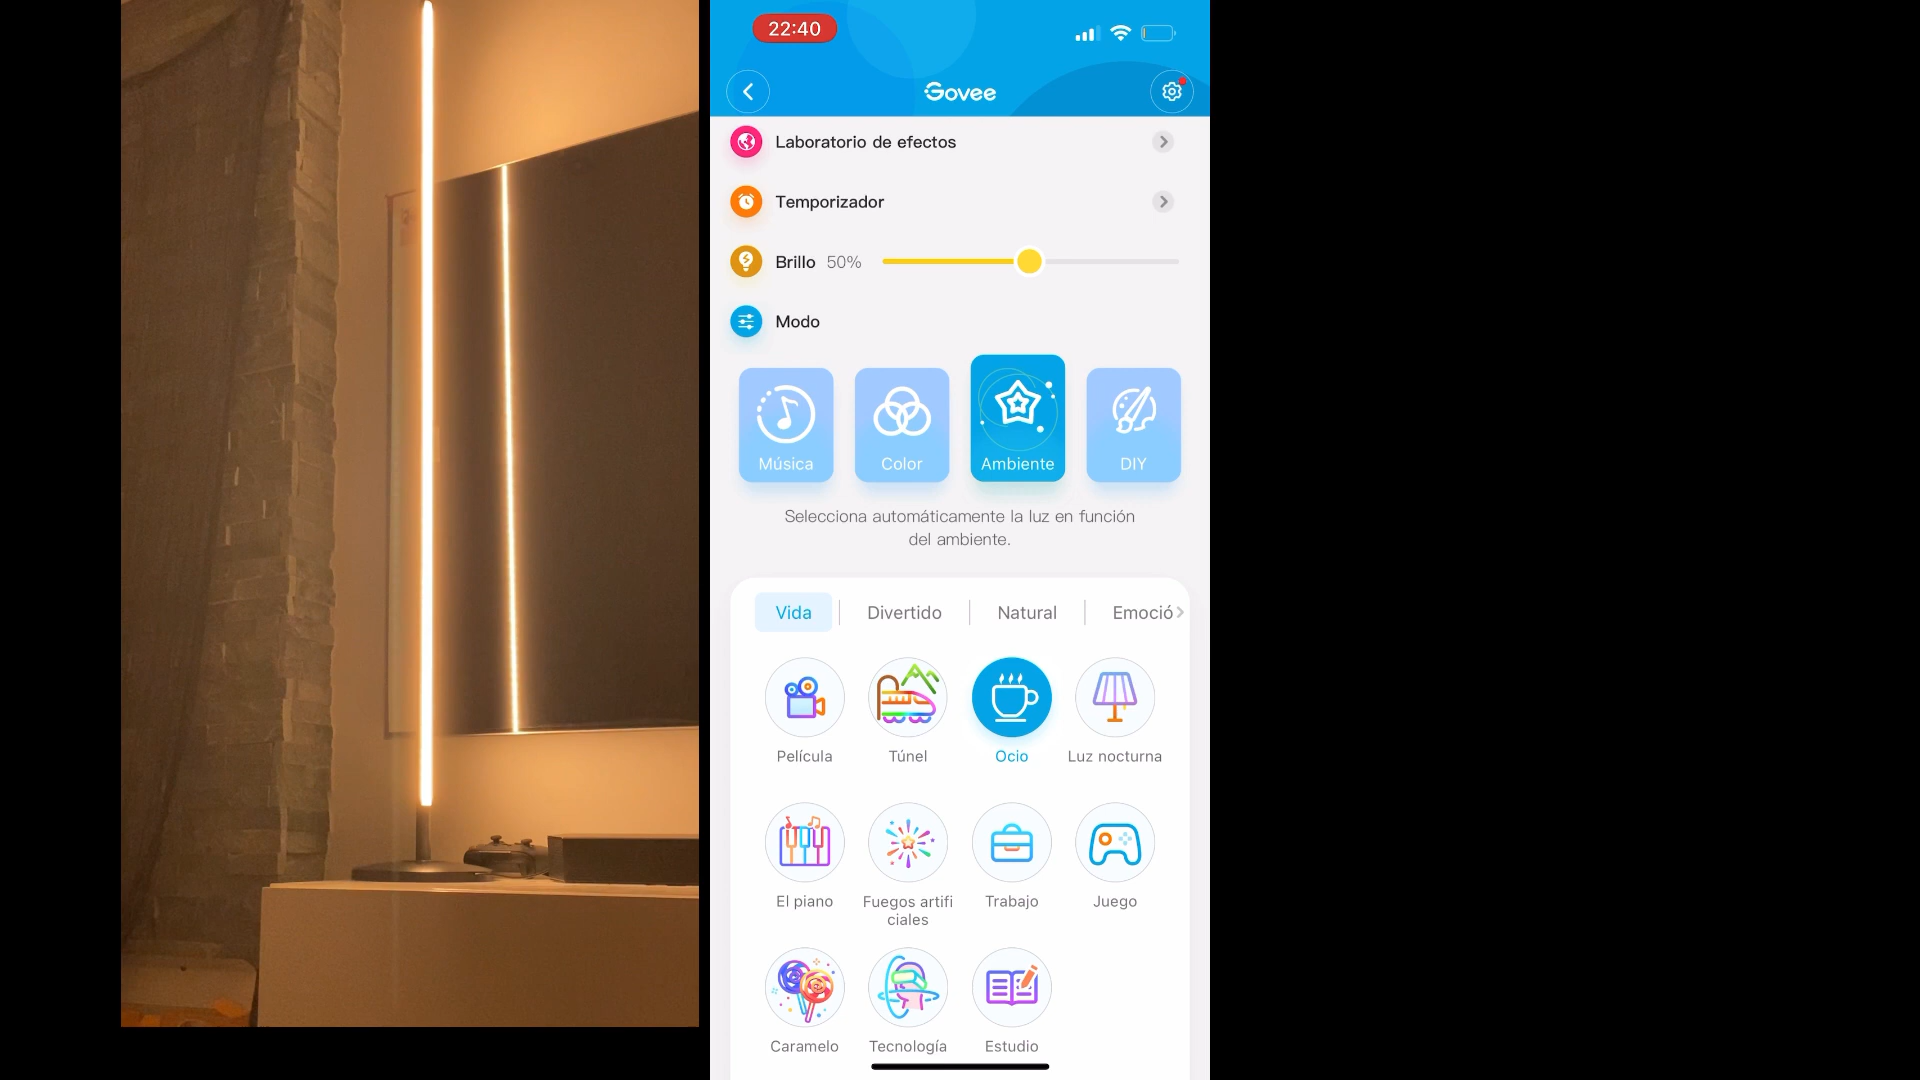 22:40
Govee
Laboratorio de efectos
Temporizador
Brillo 50%
Modo
Música
Color
Ambiente
DIY
Selecciona automáticamente la luz en función
del ambiente.
Vida
Divertido
Natural
Emoció
Película
Túnel
Ocio
Luz nocturna
El piano
Fuegos artifi
ciales
Trabajo
Juego
Caramelo
Tecnología
Estudio